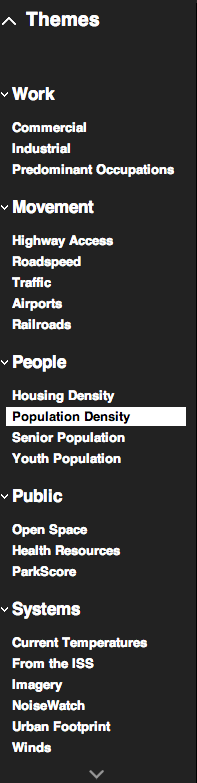 Themes
Work
Commercial
Industrial
Predominant Occupations
Movement
Highway Access
Roadspeed
Traffic
Airports
Railroads
People
Housing Density
Population Density
Senior Population
Youth Population
Public
Open Space
Health Resources
ParkScore
Systems
Current Temperatures
From the ISS
Imagery
NoiseWatch
Urban Footprint
Winds